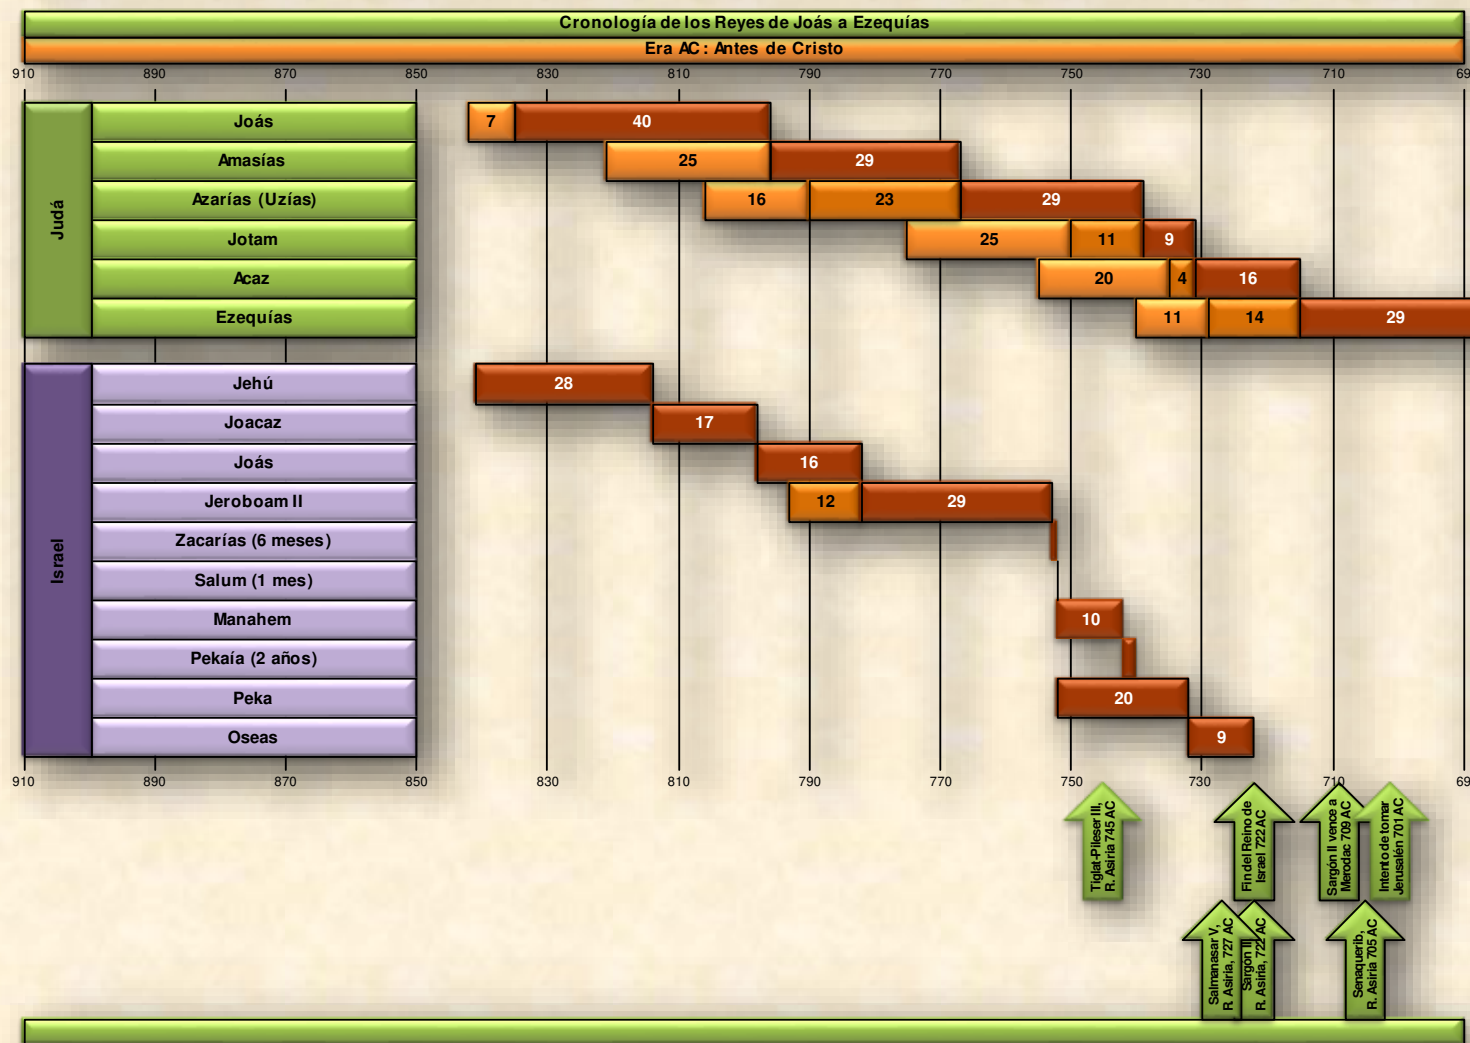 Cronología de los Reyes de Joás a Ezequías
Era AC: Antes de Cristo
910 890 870 850 830 810 790 770 750 730 710 69
Judá
Joás 7 40
Amasías 25 29
Azarías (Uzías) 16 23 29
Jotam 25 11 9
Acaz 20 4 16
Ezequías 11 14 29
Israel
Jehú 28
Joacaz 17
Joás 16
Jeroboam II 12 29
Zacarías (6 meses)
Salum (1 mes)
Manahem 10
Pekaía (2 años)
Peka 20
Oseas 9
910 890 870 850 830 810 790 770 750 730 710 69
Tiglat-Pileser III,
R. Asiria 745 AC
Fin del Reino de
Israel 722 AC
Sargón II vence a
Merodac 709 AC
Intento de tomar
Jerusalén 701 AC
Salmanasar V,
R. Asiria, 727 AC
Sargón II,
R. Asiria, 722 AC
Senaquerib,
R. Asiria 705 AC